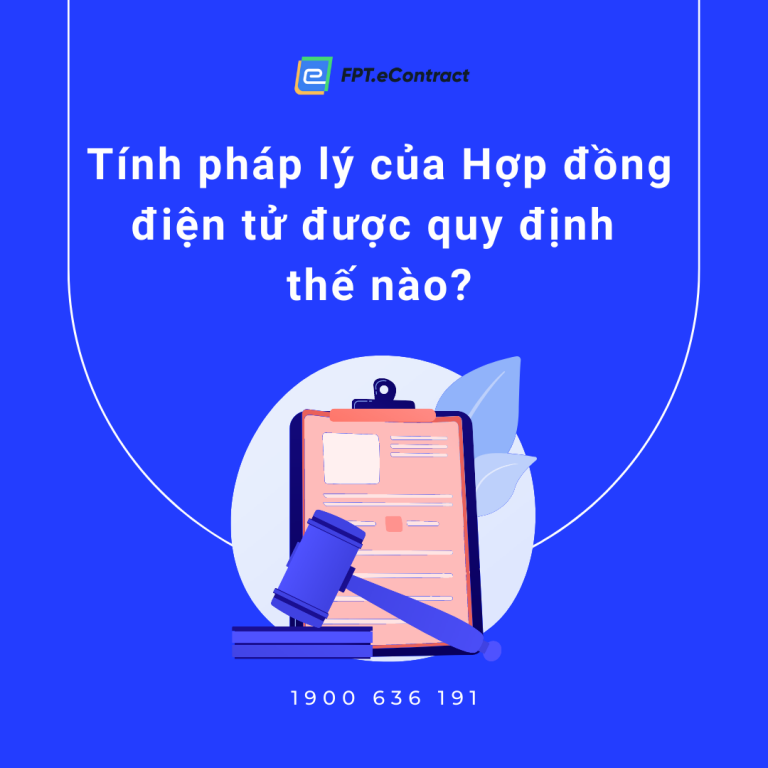 FPT.eContract
Tính pháp lý của Hợp đồng
điện tử được quy định
thế nào?
1900 636 191